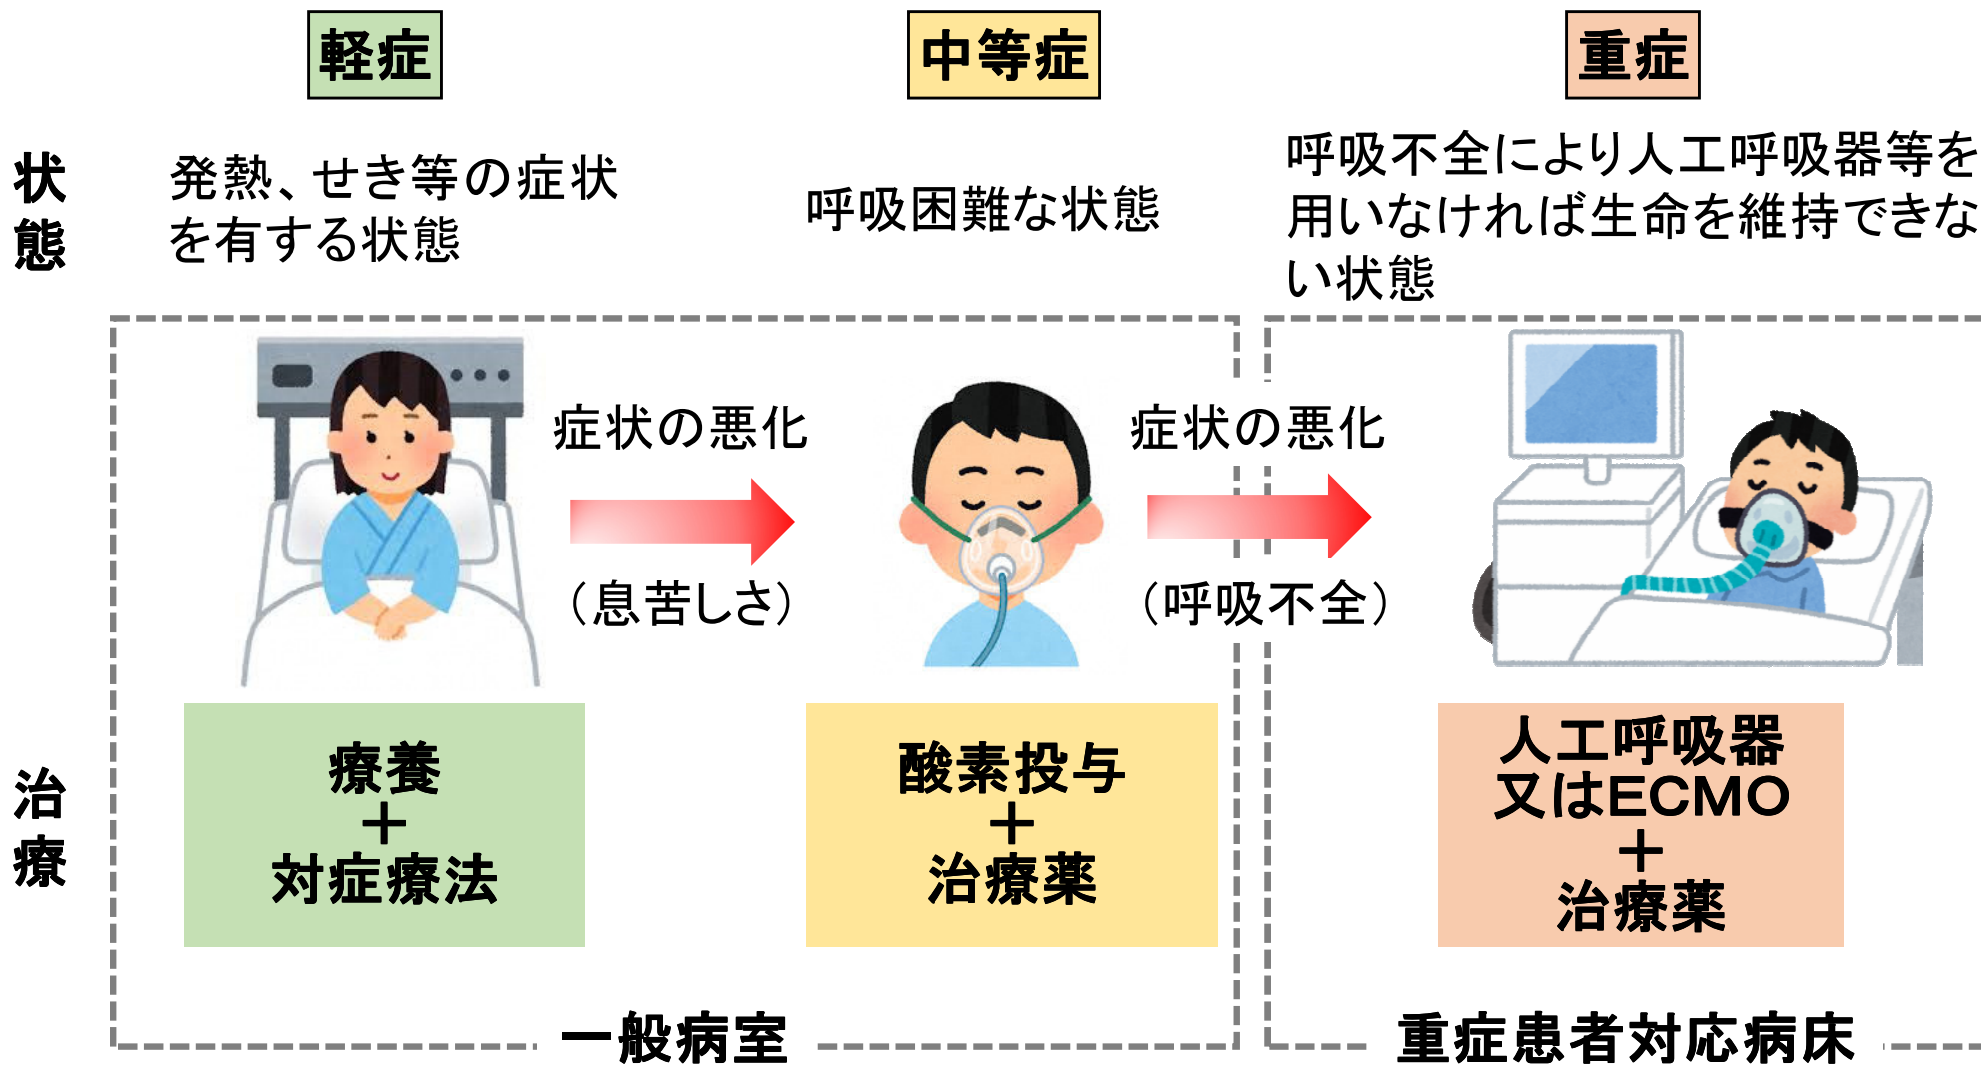 軽症
中等症
重症
状態
発熱、せき等の症状
を有する状態
呼吸困難な状態
呼吸不全により人工呼吸器等を
用いなければ生命を維持できな
い状態
症状の悪化
（息苦しさ）
症状の悪化
（呼吸不全）
治療
療養
＋
対症療法
酸素投与
＋
治療薬
人工呼吸器
又はECMO
＋
治療薬
一般病室
重症患者対応病床